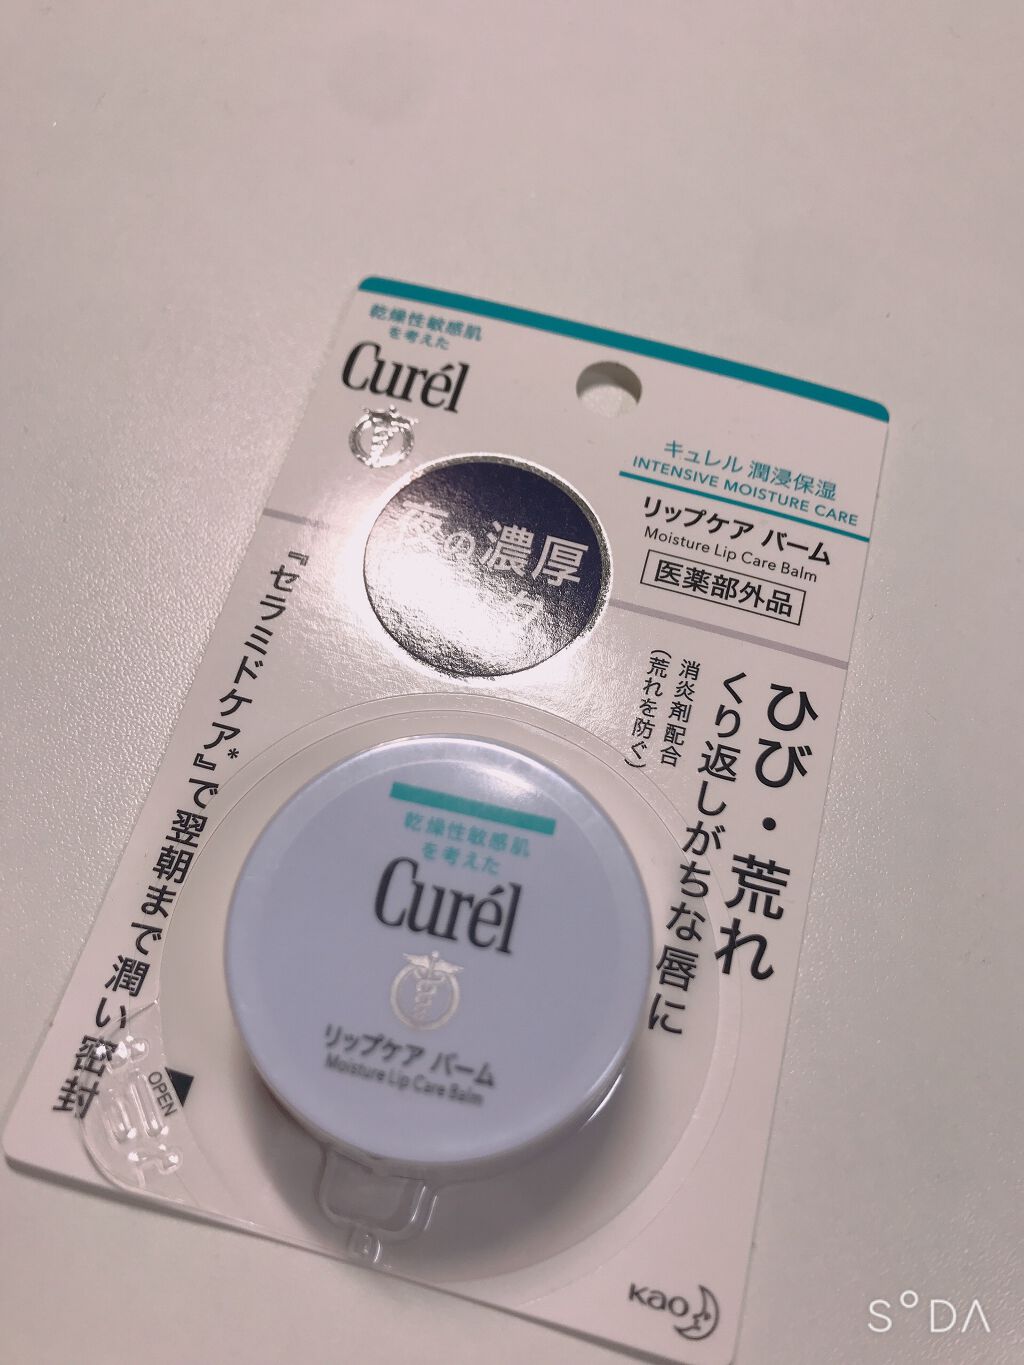 乾燥性敏感肌
を考えた
Curél
キュレル 潤浸保湿
INTENSIVE MOISTURE CARE
リップケア バーム
Moisture Lip Care Balm
医薬部外品
夜の濃厚
ひび・荒れ
くり返しがちな唇に
消炎剤配合
(荒れを防ぐ)
『セラミドケア*』で翌朝まで潤い密封
乾燥性敏感肌
を考えた
Curél
リップケア バーム
Moisture Lip Care Balm
OPEN
Kao
SODA